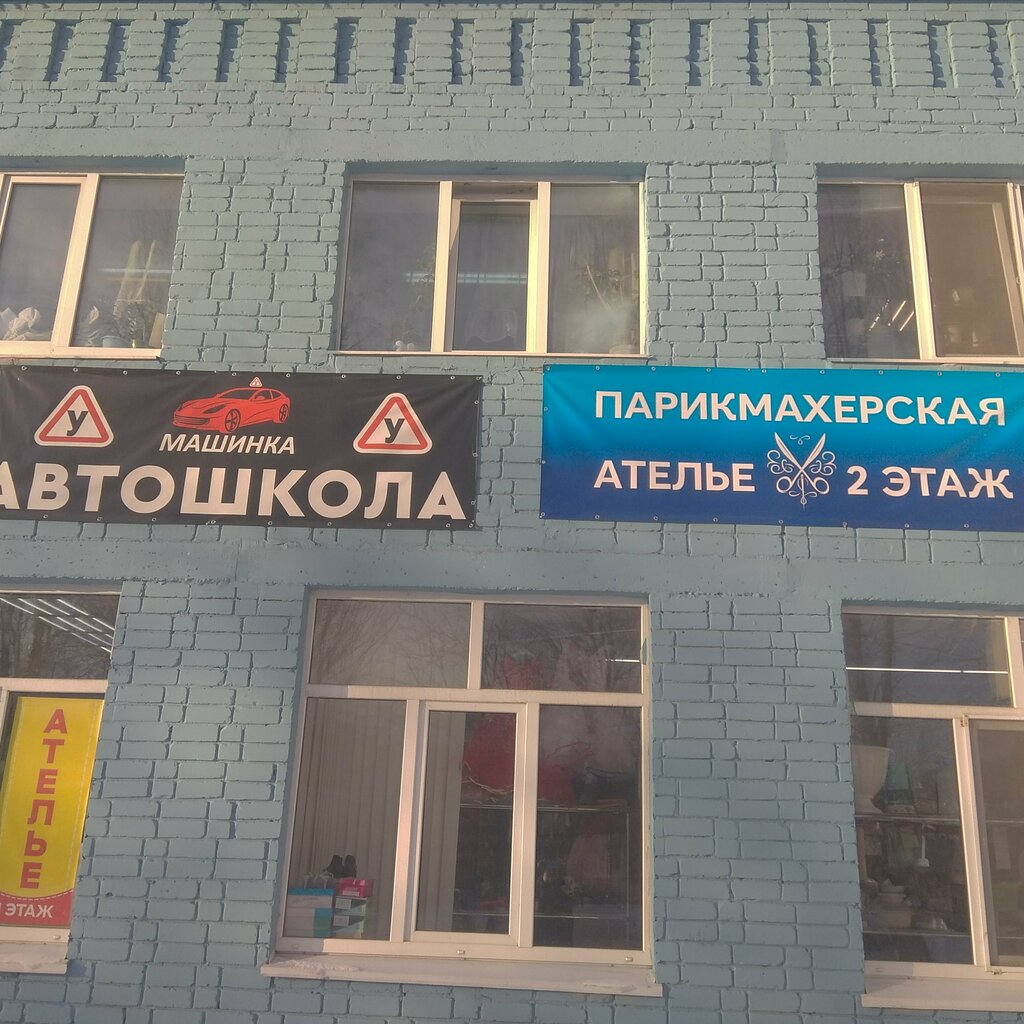 У
МАШИНКА
У
АВТОШКОЛА
ПАРИКМАХЕРСКАЯ
АТЕЛЬЕ 2 ЭТАЖ
АТЕЛЬЕ
ЭТАЖ